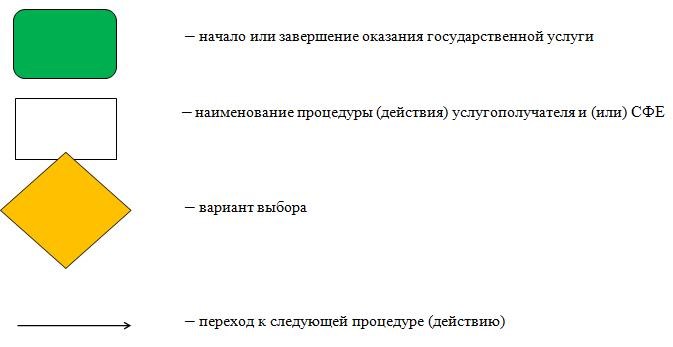 – начало или завершение оказания государственной услуги
– наименование процедуры (действия) услугополучателя и (или) СФЕ
– вариант выбора
– переход к следующей процедуре (действию)